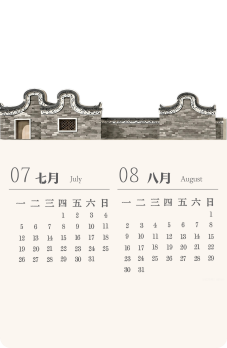 07 七月 July
一 二 三 四 五 六 日
1 2 3 4
5 6 7 8 9 10 11
12 13 14 15 16 17 18
19 20 21 22 23 24 25
26 27 28 29 30 31
08 八月 August
一 二 三 四 五 六 日
1
2 3 4 5 6 7 8
9 10 11 12 13 14 15
16 17 18 19 20 21 22
23 24 25 26 27 28 29
30 31